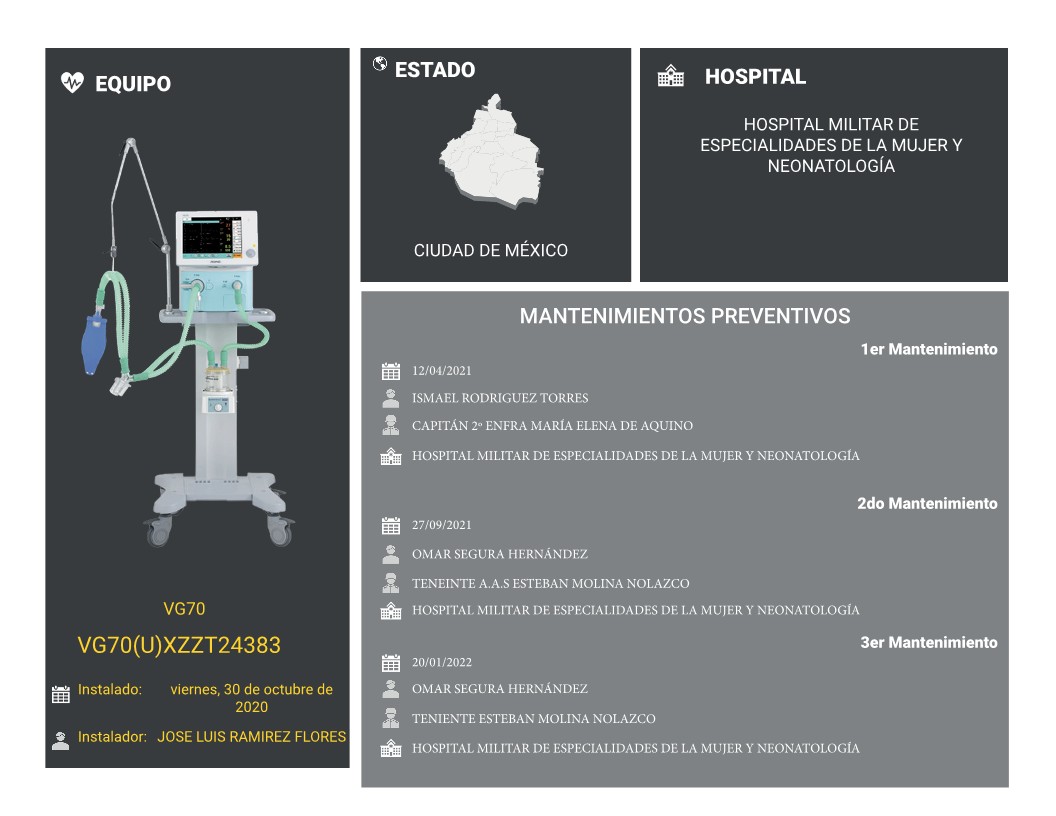 EQUIPO
VG70
VG70(U)XZZT24383
Instalado: viernes, 30 de octubre de
2020
Instalador: JOSE LUIS RAMIREZ FLORES
ESTADO
CIUDAD DE MÉXICO
HOSPITAL
HOSPITAL MILITAR DE
ESPECIALIDADES DE LA MUJER Y
NEONATOLOGÍA
MANTENIMIENTOS PREVENTIVOS
1er Mantenimiento
12/04/2021
ISMAEL RODRIGUEZ TORRES
CAPITÁN 2º ENFRA MARÍA ELENA DE AQUINO
HOSPITAL MILITAR DE ESPECIALIDADES DE LA MUJER Y NEONATOLOGÍA
2do Mantenimiento
27/09/2021
OMAR SEGURA HERNÁNDEZ
TENEINTE A.A.S ESTEBAN MOLINA NOLAZCO
HOSPITAL MILITAR DE ESPECIALIDADES DE LA MUJER Y NEONATOLOGÍA
3er Mantenimiento
20/01/2022
OMAR SEGURA HERNÁNDEZ
TENIENTE ESTEBAN MOLINA NOLAZCO
HOSPITAL MILITAR DE ESPECIALIDADES DE LA MUJER Y NEONATOLOGÍA